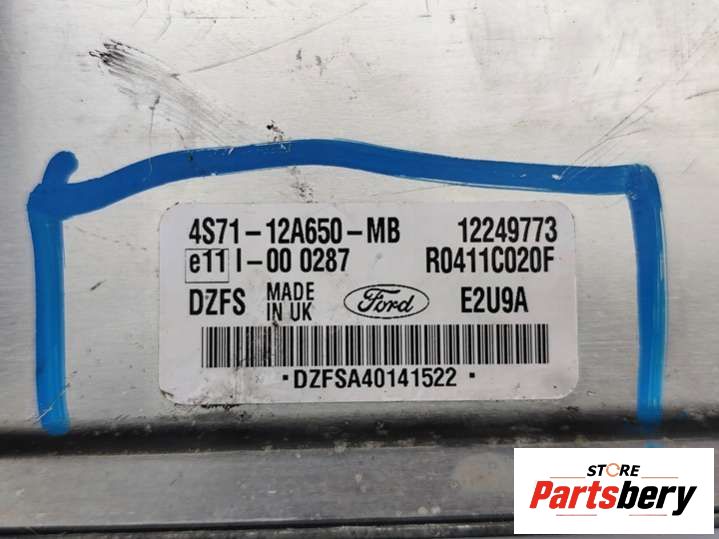 4S71-12A650-MB 12249773
e11 I-00 0287 R0411C020F
DZFS MADE IN UK Ford E2U9A
·DZFSA40141522·
STORE
Partsbery